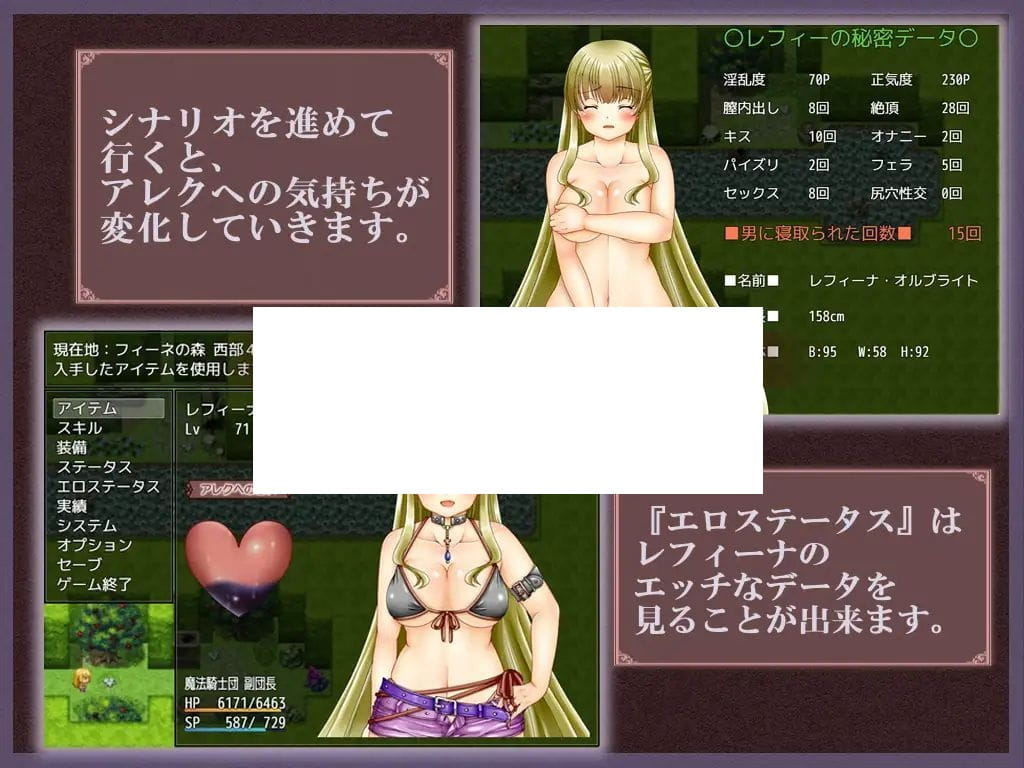 シナリオを進めて
行くと、
アレクへの気持ちが
変化していきます。
〇レフィーの秘密データ〇
淫乱度 70P 正気度 230P
膣内出し 8回 絶頂 28回
キス 10回 オナニー 2回
パイズリ 2回 フェラ 5回
セックス 8回 尻穴性交 0回
■男に寝取られた回数■ 15回
■名前■ レフィーナ・オルブライト
■ 158cm
■ B:95 W:58 H:92
現在地：フィーネの森 西部
入手したアイテムを使用しま
アイテム
スキル
装備
ステータス
エロステータス
実績
システム
オプション
セーブ
ゲーム終了
レフィーナ
Lv 71
アレクへの
魔法騎士団 副団長
HP 6171/6463
SP 587/ 729
『エロステータス』は
レフィーナの
エッチなデータを
見ることが出来ます。